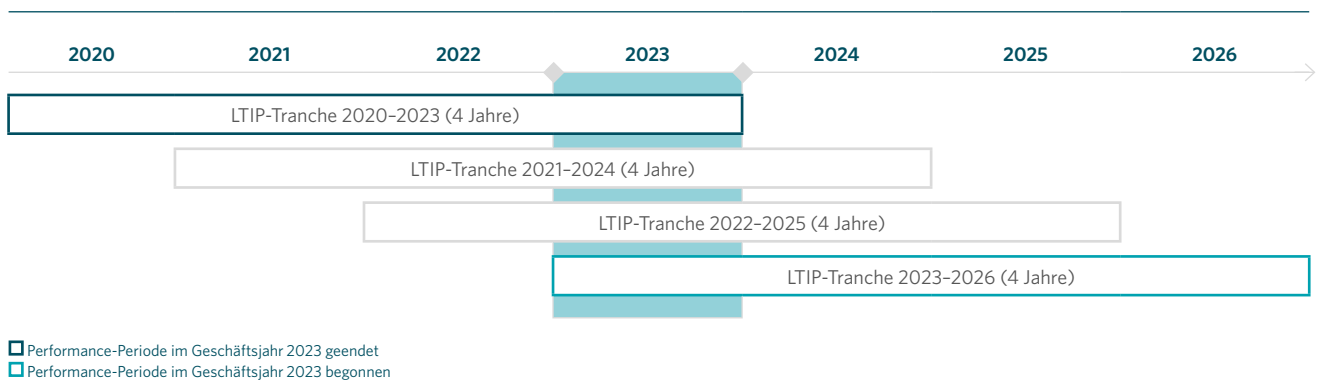 2020 2021 2022 2023 2024 2025 2026
LTIP-Tranche 2020–2023 (4 Jahre)
LTIP-Tranche 2021–2024 (4 Jahre)
LTIP-Tranche 2022–2025 (4 Jahre)
LTIP-Tranche 2023–2026 (4 Jahre)
Performance-Periode im Geschäftsjahr 2023 geendet
Performance-Periode im Geschäftsjahr 2023 begonnen